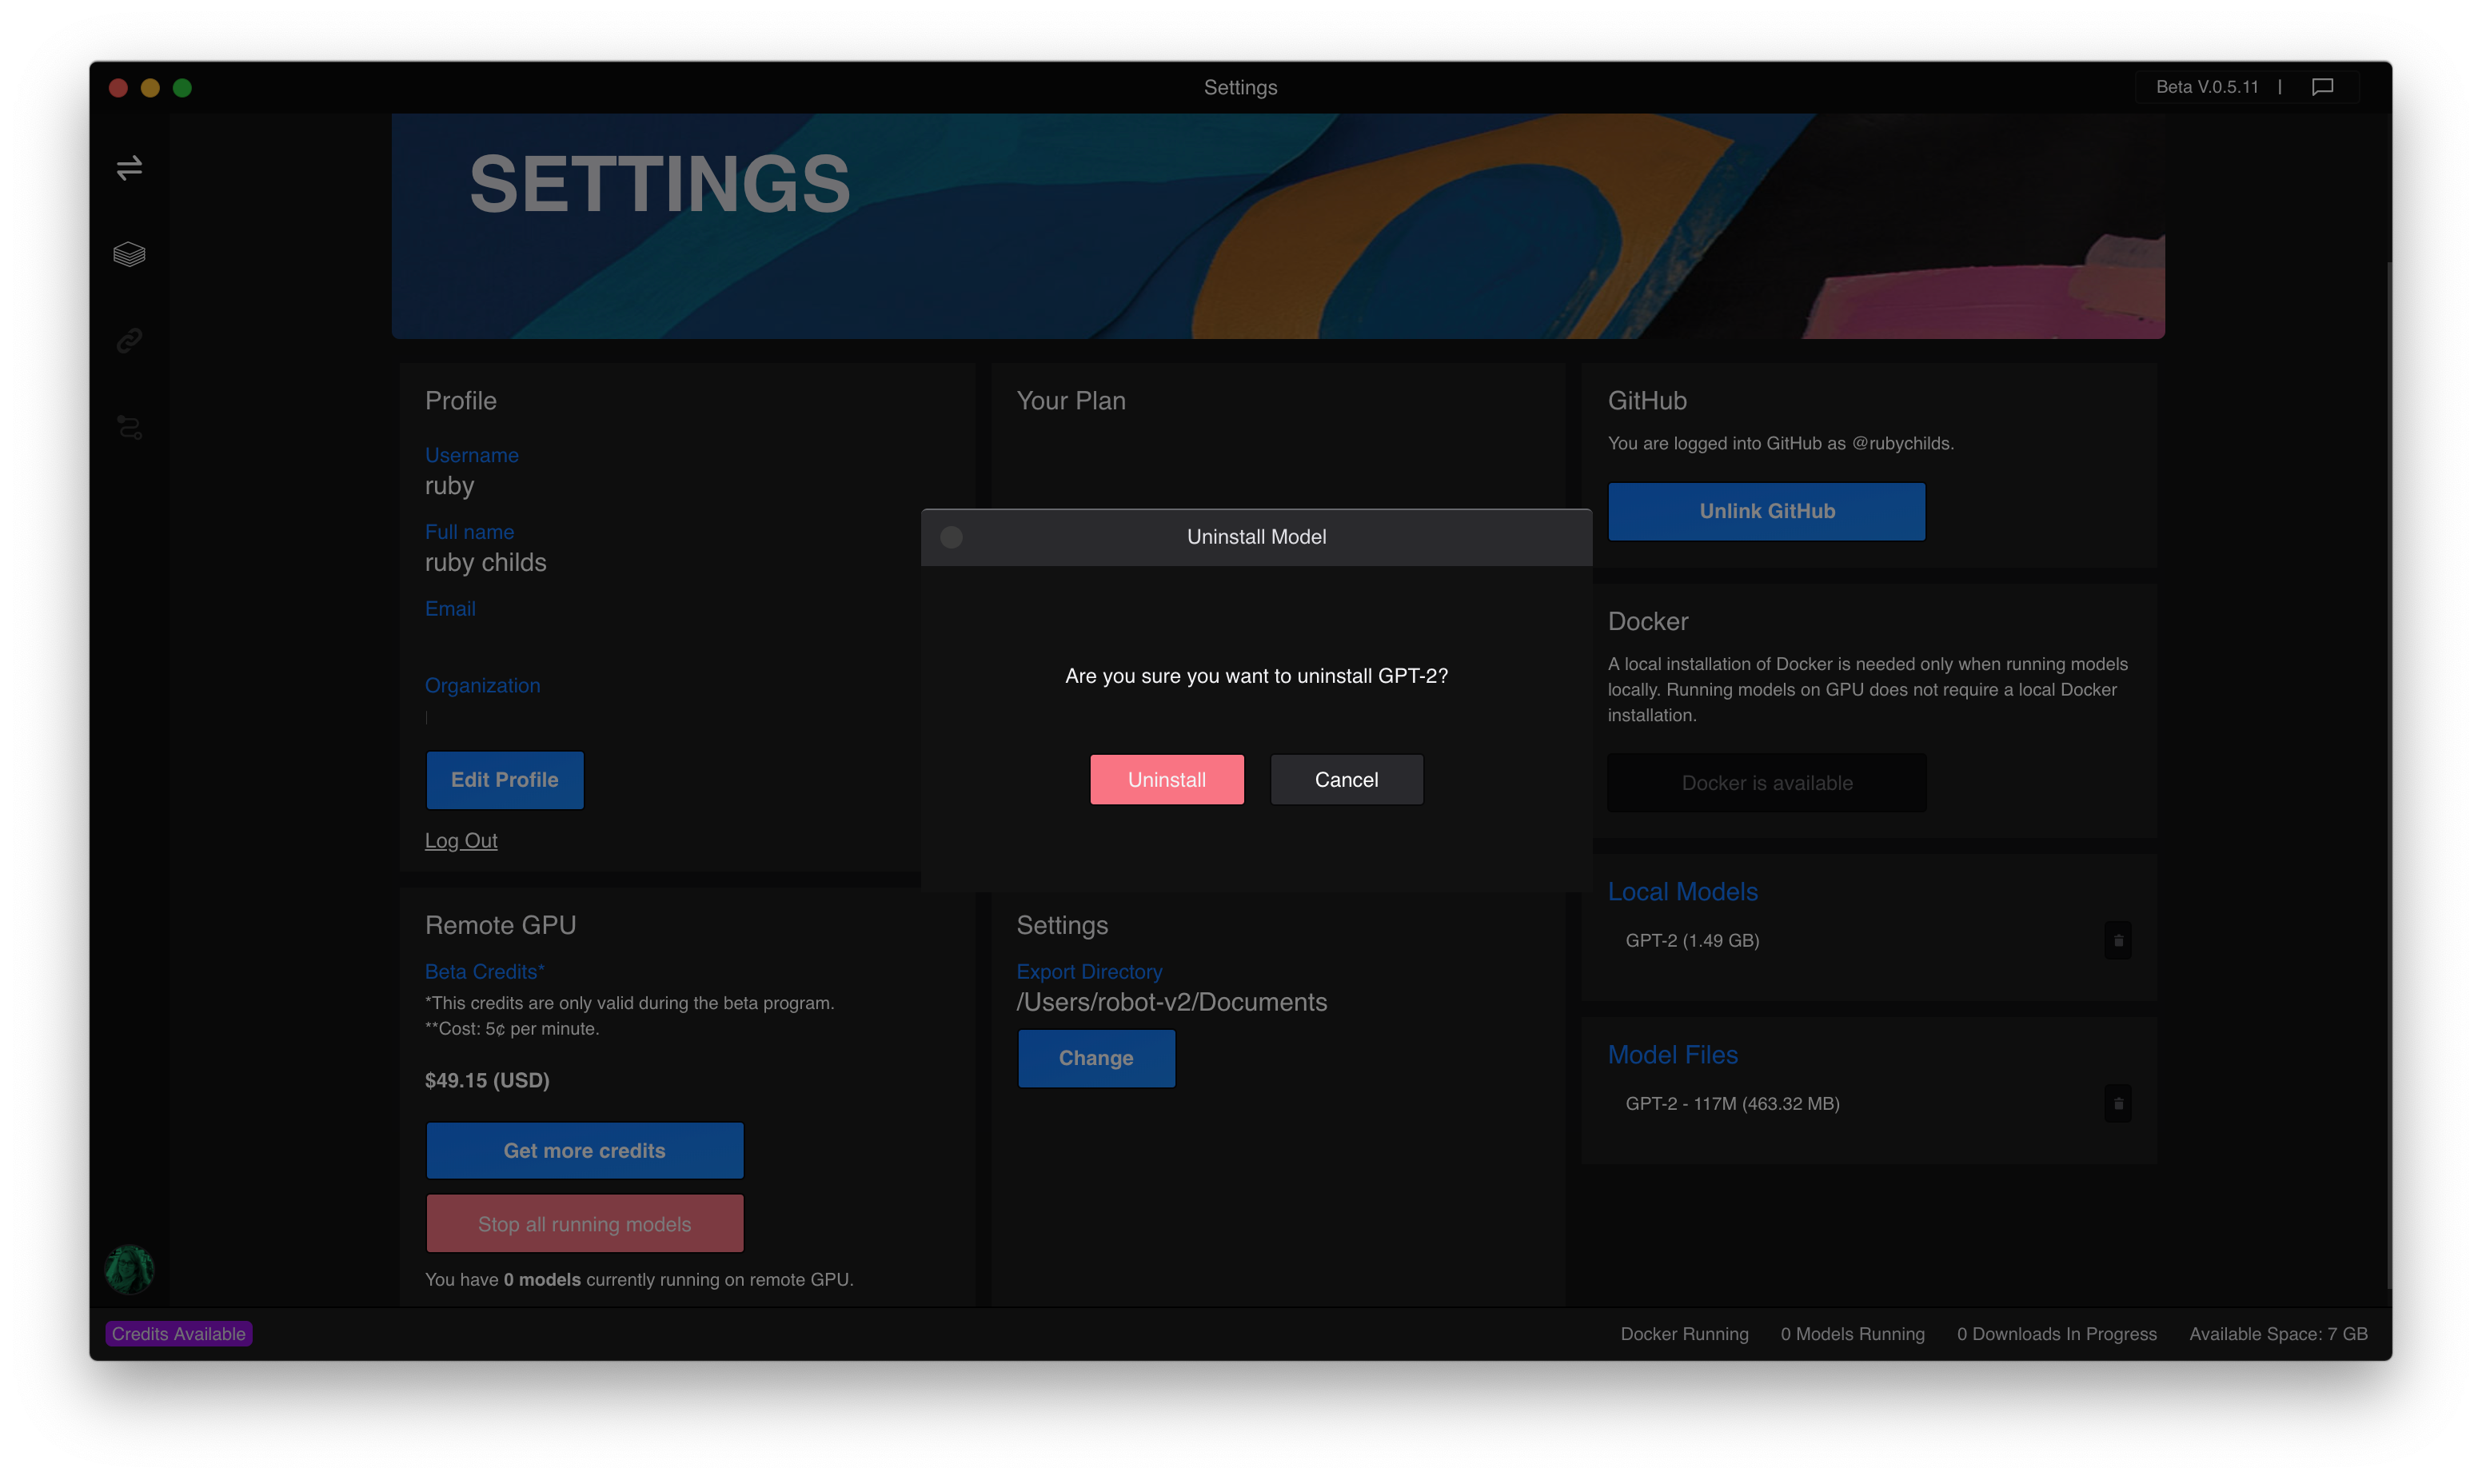 Settings
Beta V.0.5.11 |
SETTINGS
Profile
Username
ruby
Full name
ruby childs
Email
Organization
Edit Profile
Log Out
Your Plan
GitHub
You are logged into GitHub as @rubychilds.
Unlink GitHub
Uninstall Model
Are you sure you want to uninstall GPT-2?
Uninstall
Cancel
Docker
A local installation of Docker is needed only when running models
locally. Running models on GPU does not require a local Docker
installation.
Docker is available
Local Models
GPT-2 (1.49 GB)
Model Files
GPT-2 - 117M (463.32 MB)
Remote GPU
Beta Credits*
*This credits are only valid during the beta program.
**Cost: 5¢ per minute.
$49.15 (USD)
Get more credits
Stop all running models
You have 0 models currently running on remote GPU.
Settings
Export Directory
/Users/robot-v2/Documents
Change
Credits Available
Docker Running
0 Models Running
0 Downloads In Progress
Available Space: 7 GB